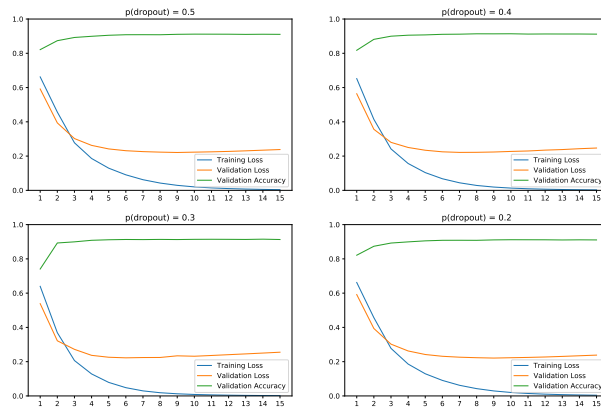 p(dropout) = 0.5
1.0
0.8
0.6
0.4
0.2
0.0
Training Loss
Validation Loss
Validation Accuracy
1 2 3 4 5 6 7 8 9 10 11 12 13 14 15
p(dropout) = 0.4
1.0
0.8
0.6
0.4
0.2
0.0
Training Loss
Validation Loss
Validation Accuracy
1 2 3 4 5 6 7 8 9 10 11 12 13 14 15
p(dropout) = 0.3
1.0
0.8
0.6
0.4
0.2
0.0
Training Loss
Validation Loss
Validation Accuracy
1 2 3 4 5 6 7 8 9 10 11 12 13 14 15
p(dropout) = 0.2
1.0
0.8
0.6
0.4
0.2
0.0
Training Loss
Validation Loss
Validation Accuracy
1 2 3 4 5 6 7 8 9 10 11 12 13 14 15